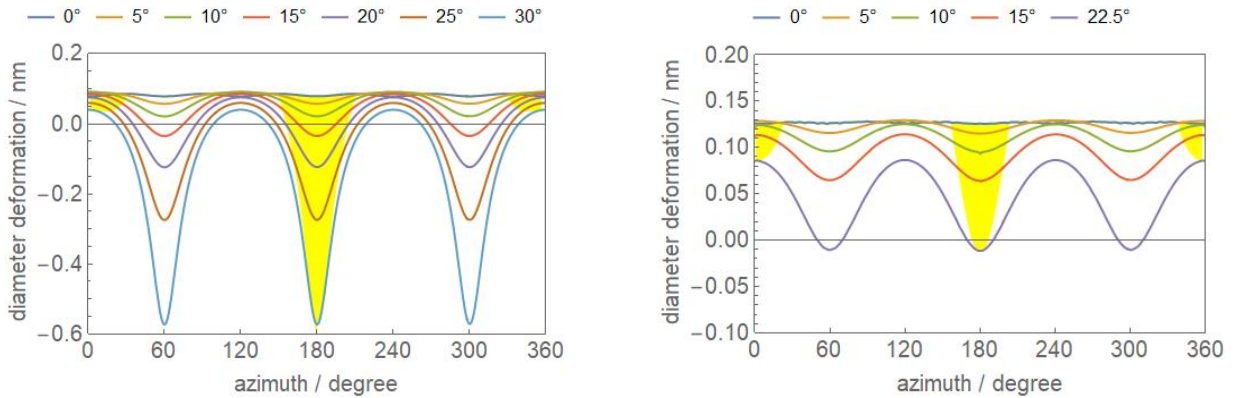 0° 5° 10° 15° 20° 25° 30°
0.2
0.0
−0.2
−0.4
−0.6
diameter deformation / nm
0 60 120 180 240 300 360
azimuth / degree
0° 5° 10° 15° 22.5°
0.20
0.15
0.10
0.05
0.00
−0.05
−0.10
diameter deformation / nm
0 60 120 180 240 300 360
azimuth / degree